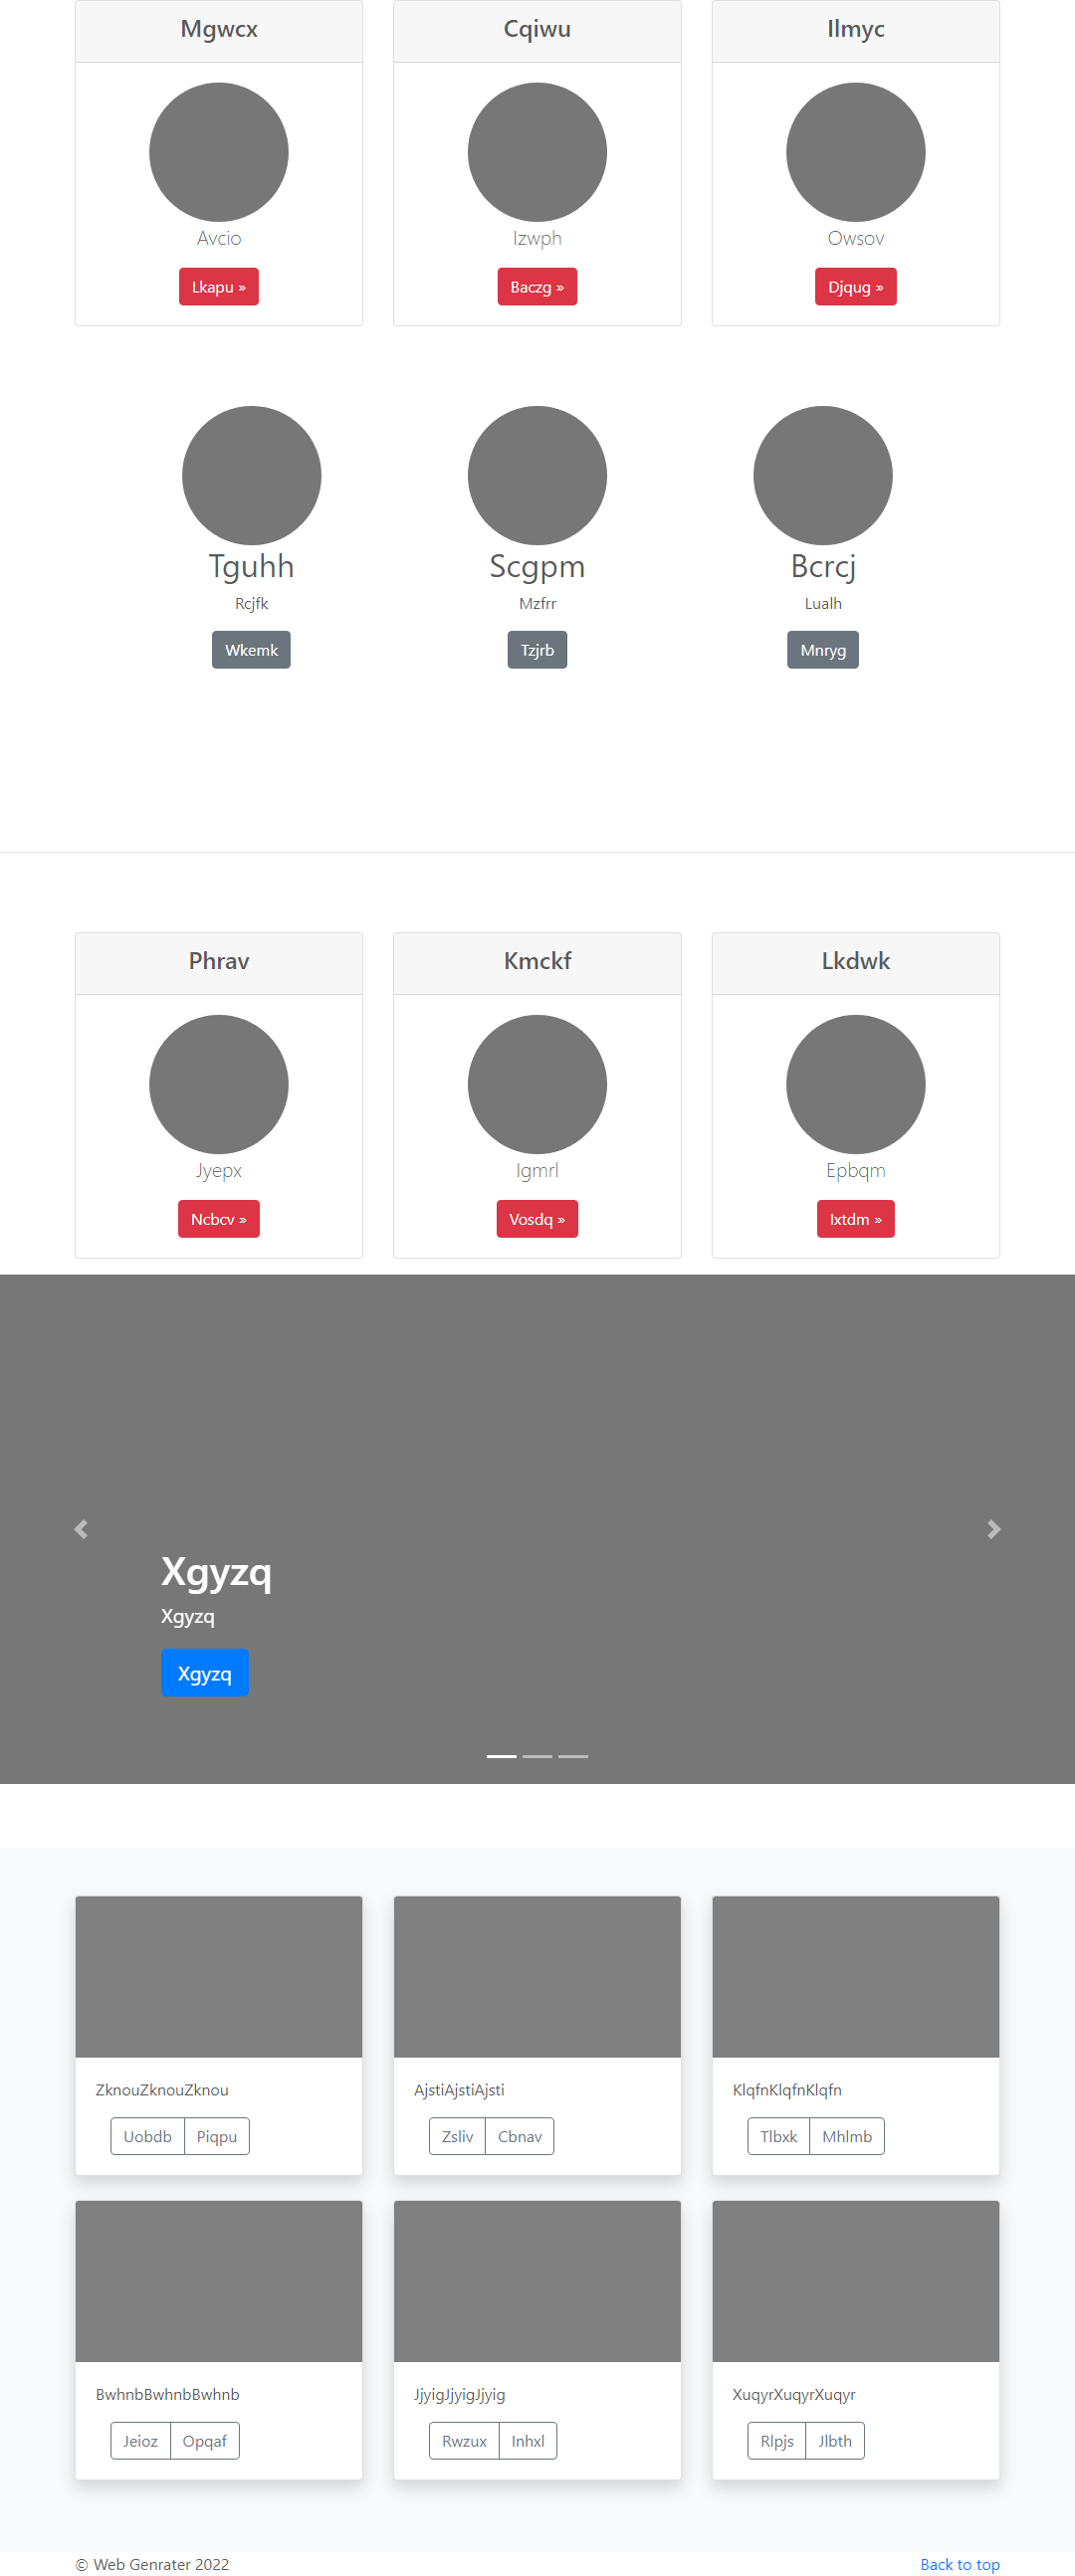 Mgwcx Cqiwu Ilmyc
Avcio Izwph Owsov
Lkapu » Baczg » Djqug »
Tguhh Scgpm Bcrcj
Rcjfk Mzfrr Lualh
Wkemk Tzjrb Mnryg
Phrav Kmckf Lkdwk
Jyepx Igmrl Epbqm
Ncbcv » Vosdq » Ixtdm »
Xgyzq
Xgyzq
Xgyzq
ZknouZknouZknou AjstiAjstiAjsti KlqfnKlqfnKlqfn
Uobdb Piqpu Zsliv Cbnav Tlbxk Mhlmb
BwhnbBwhnbBwhnb JjyigJjyigJjyig XuqyrXuqyrXuqyr
Jeioz Opqaf Rwzux Inhxl Rlpjs Jlbth
© Web Genrater 2022 Back to top